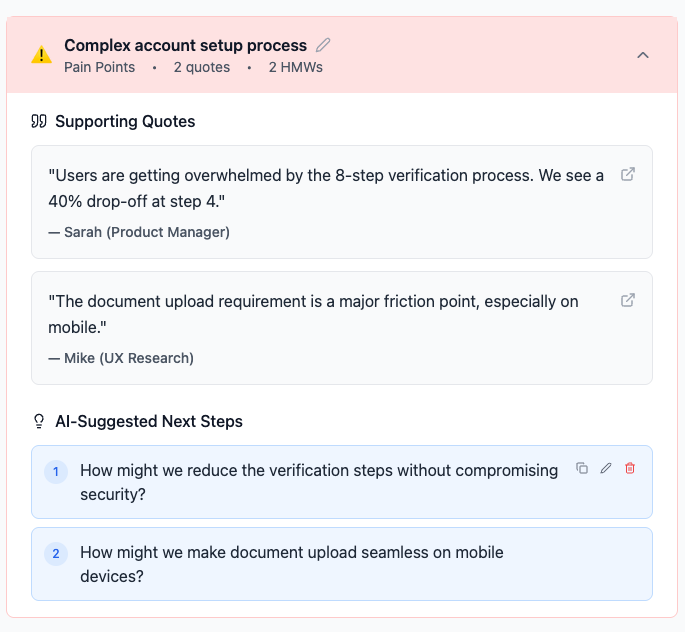 Complex account setup process
Pain Points • 2 quotes • 2 HMWs
Supporting Quotes
"Users are getting overwhelmed by the 8-step verification process. We see a
40% drop-off at step 4."
— Sarah (Product Manager)
"The document upload requirement is a major friction point, especially on
mobile."
— Mike (UX Research)
AI-Suggested Next Steps
1 How might we reduce the verification steps without compromising
security?
2 How might we make document upload seamless on mobile
devices?